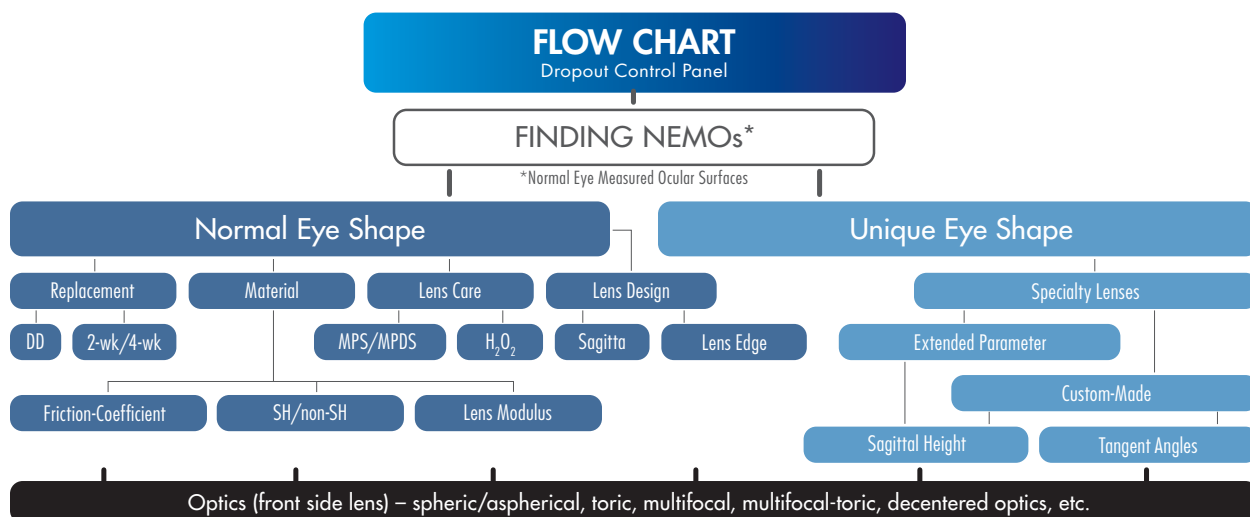 FLOW CHART
Dropout Control Panel
FINDING NEMOs*
*Normal Eye Measured Ocular Surfaces
Normal Eye Shape
Unique Eye Shape
Replacement
Material
Lens Care
Lens Design
Specialty Lenses
DD
2-wk/4-wk
MPS/MPDS
H₂O₂
Sagitta
Lens Edge
Extended Parameter
Custom-Made
Friction-Coefficient
SH/non-SH
Lens Modulus
Sagittal Height
Tangent Angles
Optics (front side lens) – spheric/aspherical, toric, multifocal, multifocal-toric, decentered optics, etc.